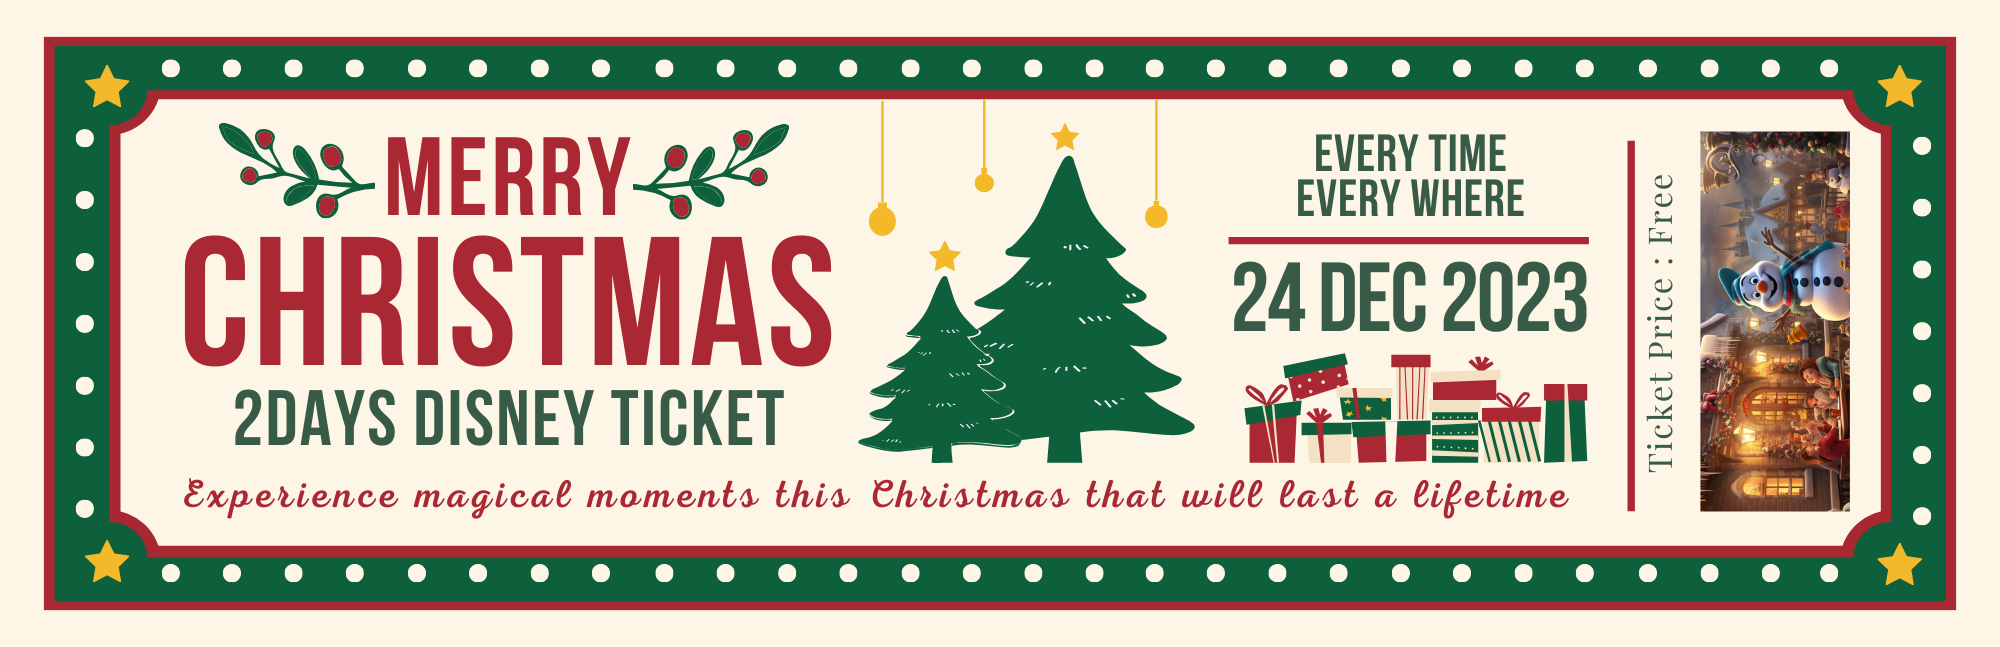 MERRY
CHRISTMAS
2DAYS DISNEY TICKET
Experience magical moments this Christmas that will last a lifetime
EVERY TIME
EVERY WHERE
24 DEC 2023
Ticket Price : Free